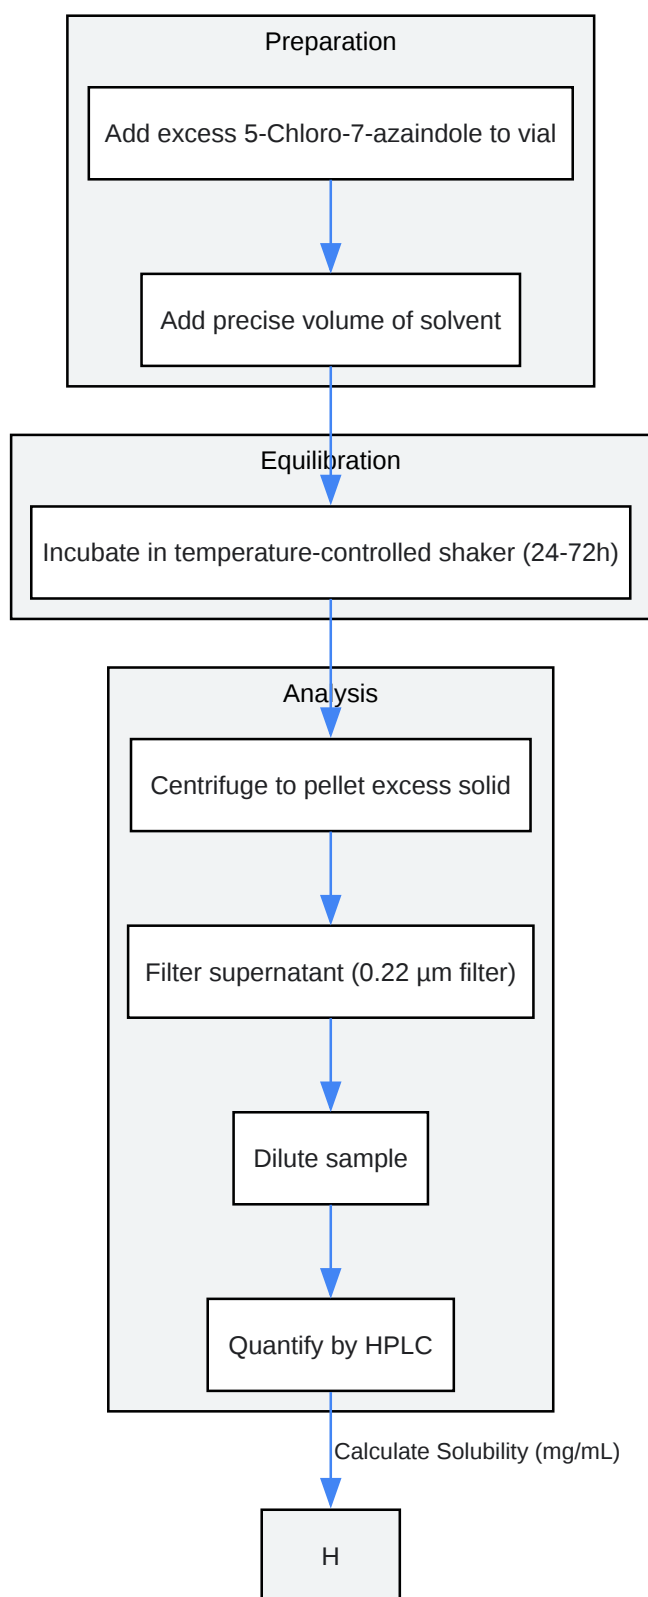 Preparation
Add excess 5-Chloro-7-azaindole to vial
Add precise volume of solvent
Equilibration
Incubate in temperature-controlled shaker (24-72h)
Analysis
Centrifuge to pellet excess solid
Filter supernatant (0.22 µm filter)
Dilute sample
Quantify by HPLC
Calculate Solubility (mg/mL)
H